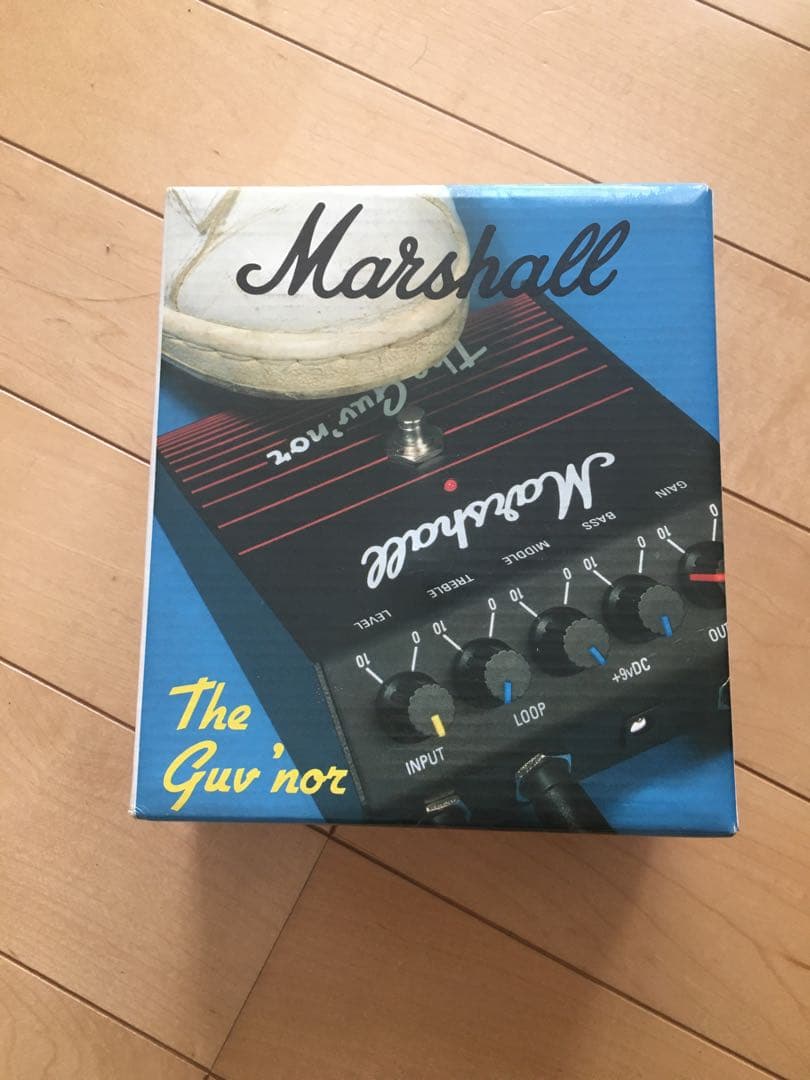 Marshall
The Guv'nor
Marshall
GAIN
BASS
MIDDLE
TREBLE
LEVEL
0
10
0
10
0
10
0
10
0
10
OUT
+9vDC
LOOP
INPUT
The
Guv'nor